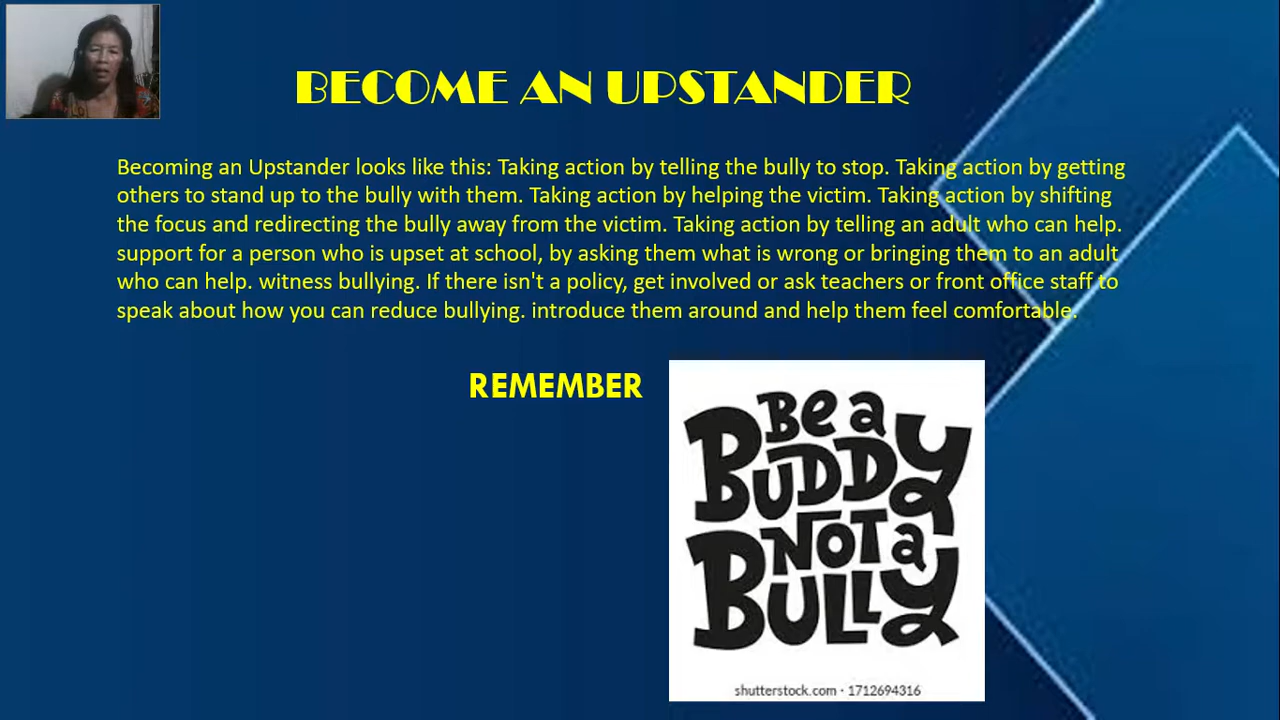 BECOME AN UPSTANDER
Becoming an Upstander looks like this: Taking action by telling the bully to stop. Taking action by getting
others to stand up to the bully with them. Taking action by helping the victim. Taking action by shifting
the focus and redirecting the bully away from the victim. Taking action by telling an adult who can help.
support for a person who is upset at school, by asking them what is wrong or bringing them to an adult
who can help. witness bullying. If there isn't a policy, get involved or ask teachers or front office staff to
speak about how you can reduce bullying. introduce them around and help them feel comfortable.
REMEMBER
Be a
BUDDy
NOT a
BULLy
shutterstock.com · 1712694316